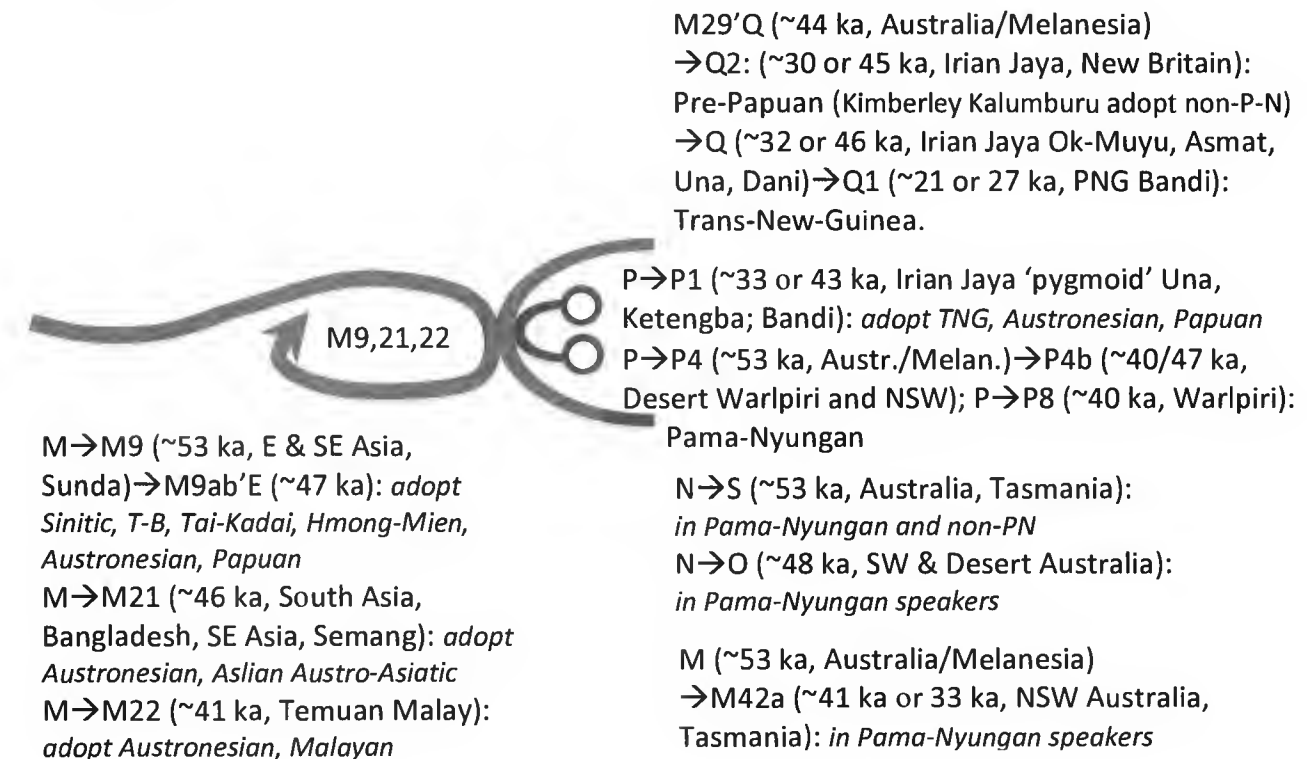 M29’Q (~44 ka, Australia/Melanesia)
→Q2: (~30 or 45 ka, Irian Jaya, New Britain):
Pre-Papuan (Kimberley Kalumburu adopt non-P-N)
→Q (~32 or 46 ka, Irian Jaya Ok-Muyu, Asmat,
Una, Dani)→Q1 (~21 or 27 ka, PNG Bandi):
Trans-New-Guinea.
P→P1 (~33 or 43 ka, Irian Jaya ‘pygmoid’ Una,
Ketengba; Bandi): adopt TNG, Austronesian, Papuan
P→P4 (~53 ka, Austr./Melan.)→P4b (~40/47 ka,
Desert Warlpiri and NSW); P→P8 (~40 ka, Warlpiri):
Pama-Nyungan
M9,21,22
M→M9 (~53 ka, E & SE Asia,
Sunda)→M9ab’E (~47 ka): adopt
Sinitic, T-B, Tai-Kadai, Hmong-Mien,
Austronesian, Papuan
M→M21 (~46 ka, South Asia,
Bangladesh, SE Asia, Semang): adopt
Austronesian, Aslian Austro-Asiatic
M→M22 (~41 ka, Temuan Malay):
adopt Austronesian, Malayan
N→S (~53 ka, Australia, Tasmania):
in Pama-Nyungan and non-PN
N→O (~48 ka, SW & Desert Australia):
in Pama-Nyungan speakers
M (~53 ka, Australia/Melanesia)
→M42a (~41 ka or 33 ka, NSW Australia,
Tasmania): in Pama-Nyungan speakers